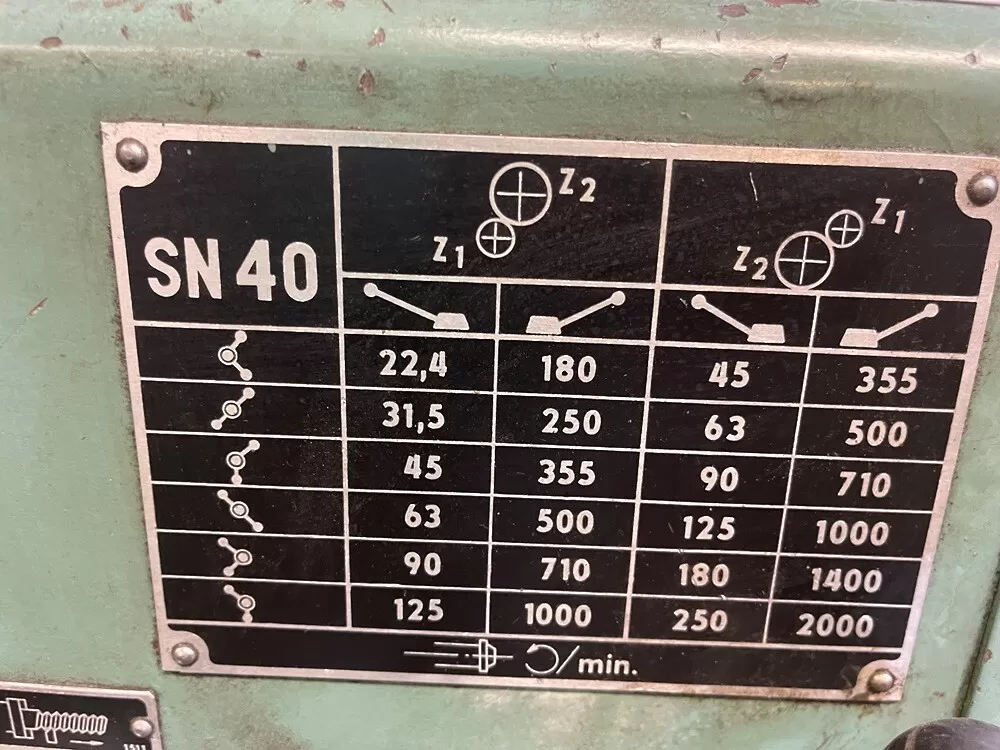 Z2 Z1
Z1 Z2
SN 40
22,4 180 45 355
31,5 250 63 500
45 355 90 710
63 500 125 1000
90 710 180 1400
125 1000 250 2000
/min.
1511